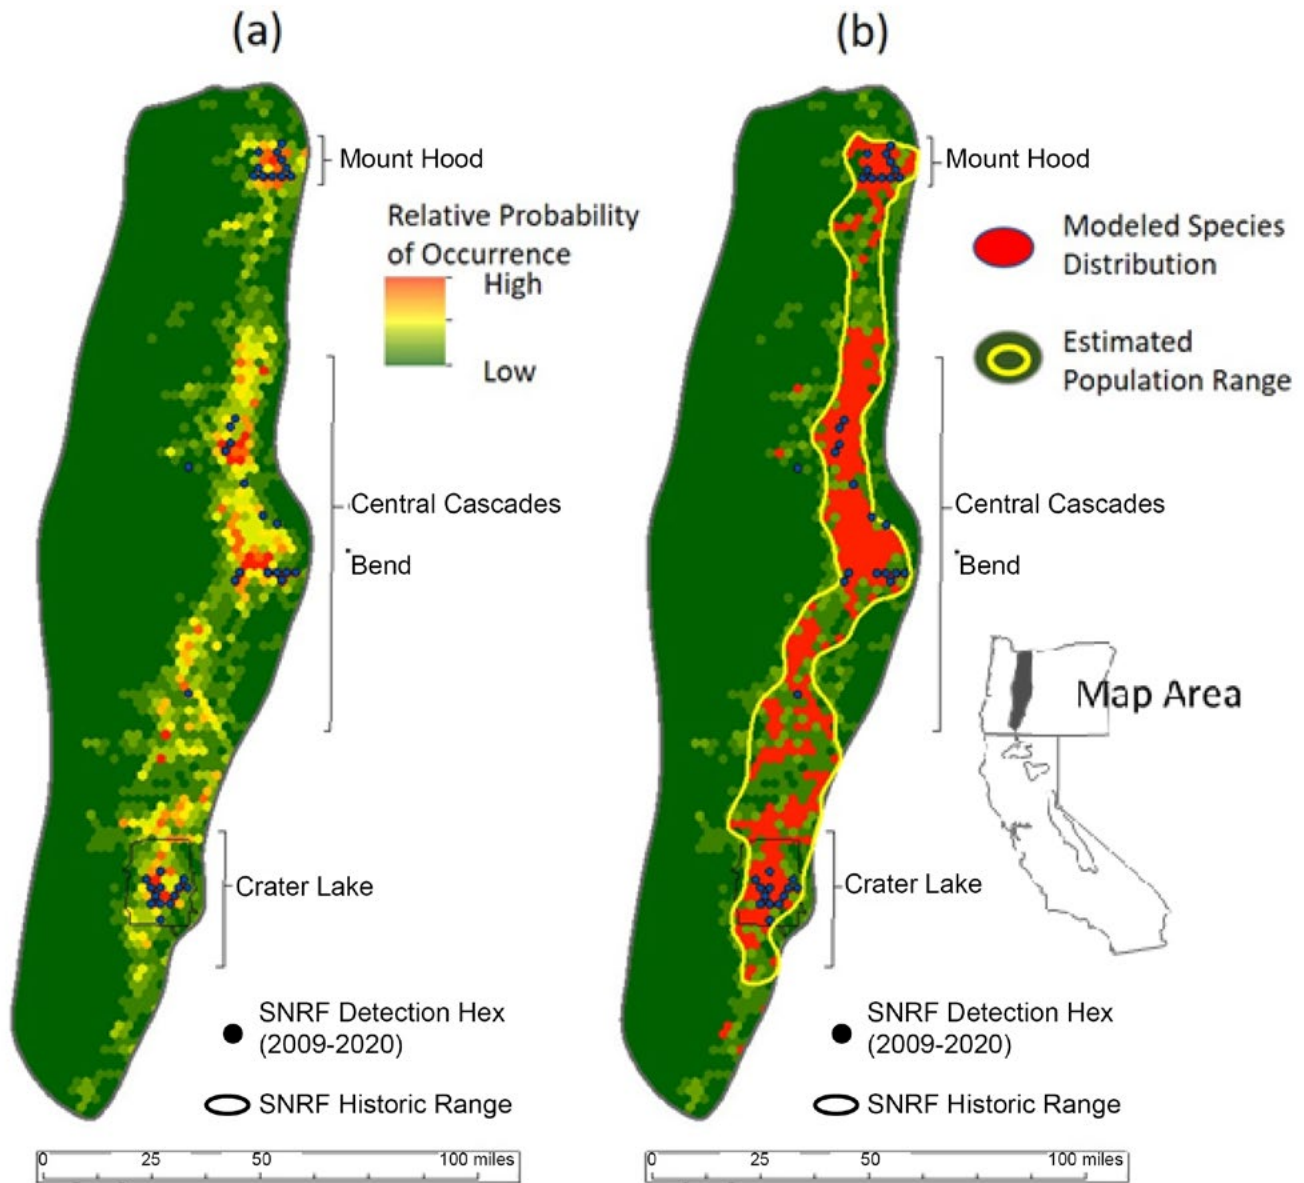 (a)
Mount Hood
Relative Probability
of Occurrence
High
Low
Central Cascades
Bend
Crater Lake
SNRF Detection Hex
(2009-2020)
SNRF Historic Range
0 25 50 100 miles
(b)
Mount Hood
Modeled Species
Distribution
Estimated
Population Range
Central Cascades
Bend
Map Area
Crater Lake
SNRF Detection Hex
(2009-2020)
SNRF Historic Range
0 25 50 100 miles